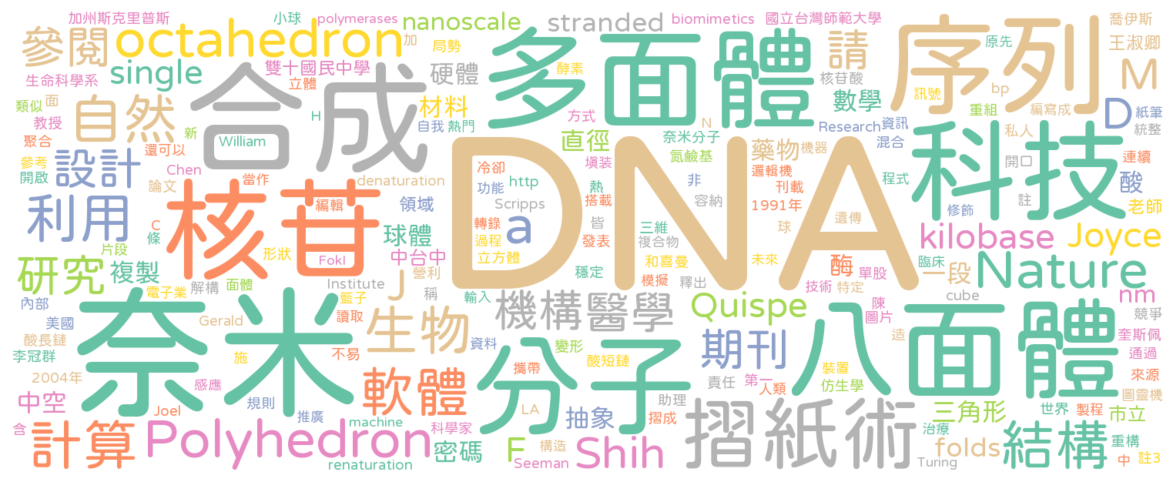 加州斯克里普斯 小球 polymerases 加 局勢 biomimetics 國立台灣師範大學 喬伊斯
參閱 octahedron nanoscale stranded 原先 王淑卿
生命科學系 立體 雙十國民中學 硬體 酵素 多面體 核苷酸 請 序列 M
類似 面 single 合成 材料 方式 N 數學 訊號 bp 編寫成 D 紙筆
教授 自然 新 H 自我 熱門 直徑 奈米分子 Research 資訊 重組 私人 統整
聚合 還可以 William 氮鹼基 藥物 機器 混合 科技 開口 連續
參考 設計 Chen denaturation 冷卻 填裝 邏輯機 程式 註 酸
開啟 論文 當作 核苷 DNA 功能 http 熱 非 刊載 修飾 老師
利用 C 編輯 領域 Scripps 搭載 容納 1991年 遺傳 kilobase Joyce
條 轉錄 皆 三維 球 臨床
片段 形狀 FokI 球體 過程 a 發表 複合物 未來 酶 單股 一段 Nature
研究 複製 中台中 立方體 穩定 和喜曼 模擬 釋出 技術 特定
電子業 解構 面體 Institute J 營利 稱 輸入 機構 醫學 Quispe 陳 圖片 cube nm 競爭
內部 奈米 籃子 讀取 生物 資料 變形 期刊 造 八面體 奎斯佩
美國 Gerald 分子 酸短鏈 裝置 通過
酸長鏈 施 不易 攜帶 責任 第一 人類 仿生學 來源
李冠群 2004年 感應 規則 軟體 助理 圖靈機
中空 Joel 推廣 machine LA 抽象 摺成 摺紙術 三角形 世界 製程 市立
計算 Polyhedron 科學家 F 構造 Shih 治療 folds 結構 重構
含 renaturation 密碼 Seeman Turing 中 註3